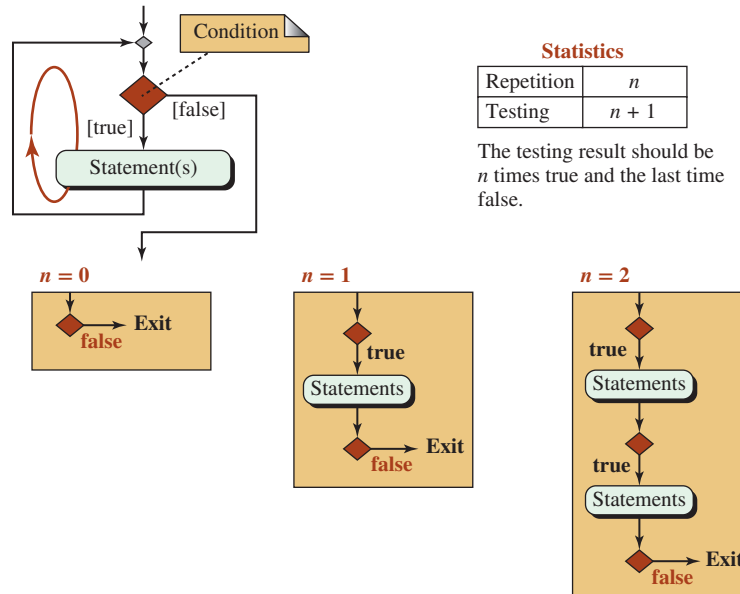 Condition
[false]
[true]
Statement(s)
Statistics
Repetition n
Testing n + 1
The testing result should be
n times true and the last time
false.
n = 0
Exit
false
n = 1
true
Statements
Exit
false
n = 2
true
Statements
true
Statements
Exit
false